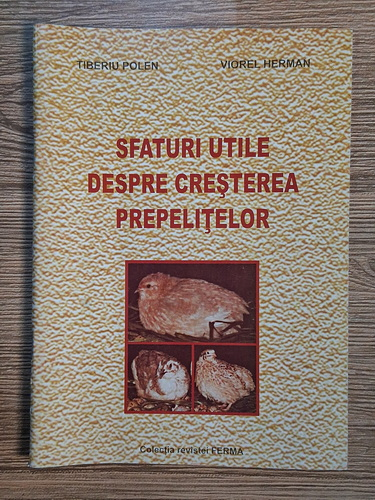 TIBERIU POLEN VIOREL HERMAN
SFATURI UTILE
DESPRE CREŞTEREA
PREPELIŢELOR
Colecţia revistei FERMA